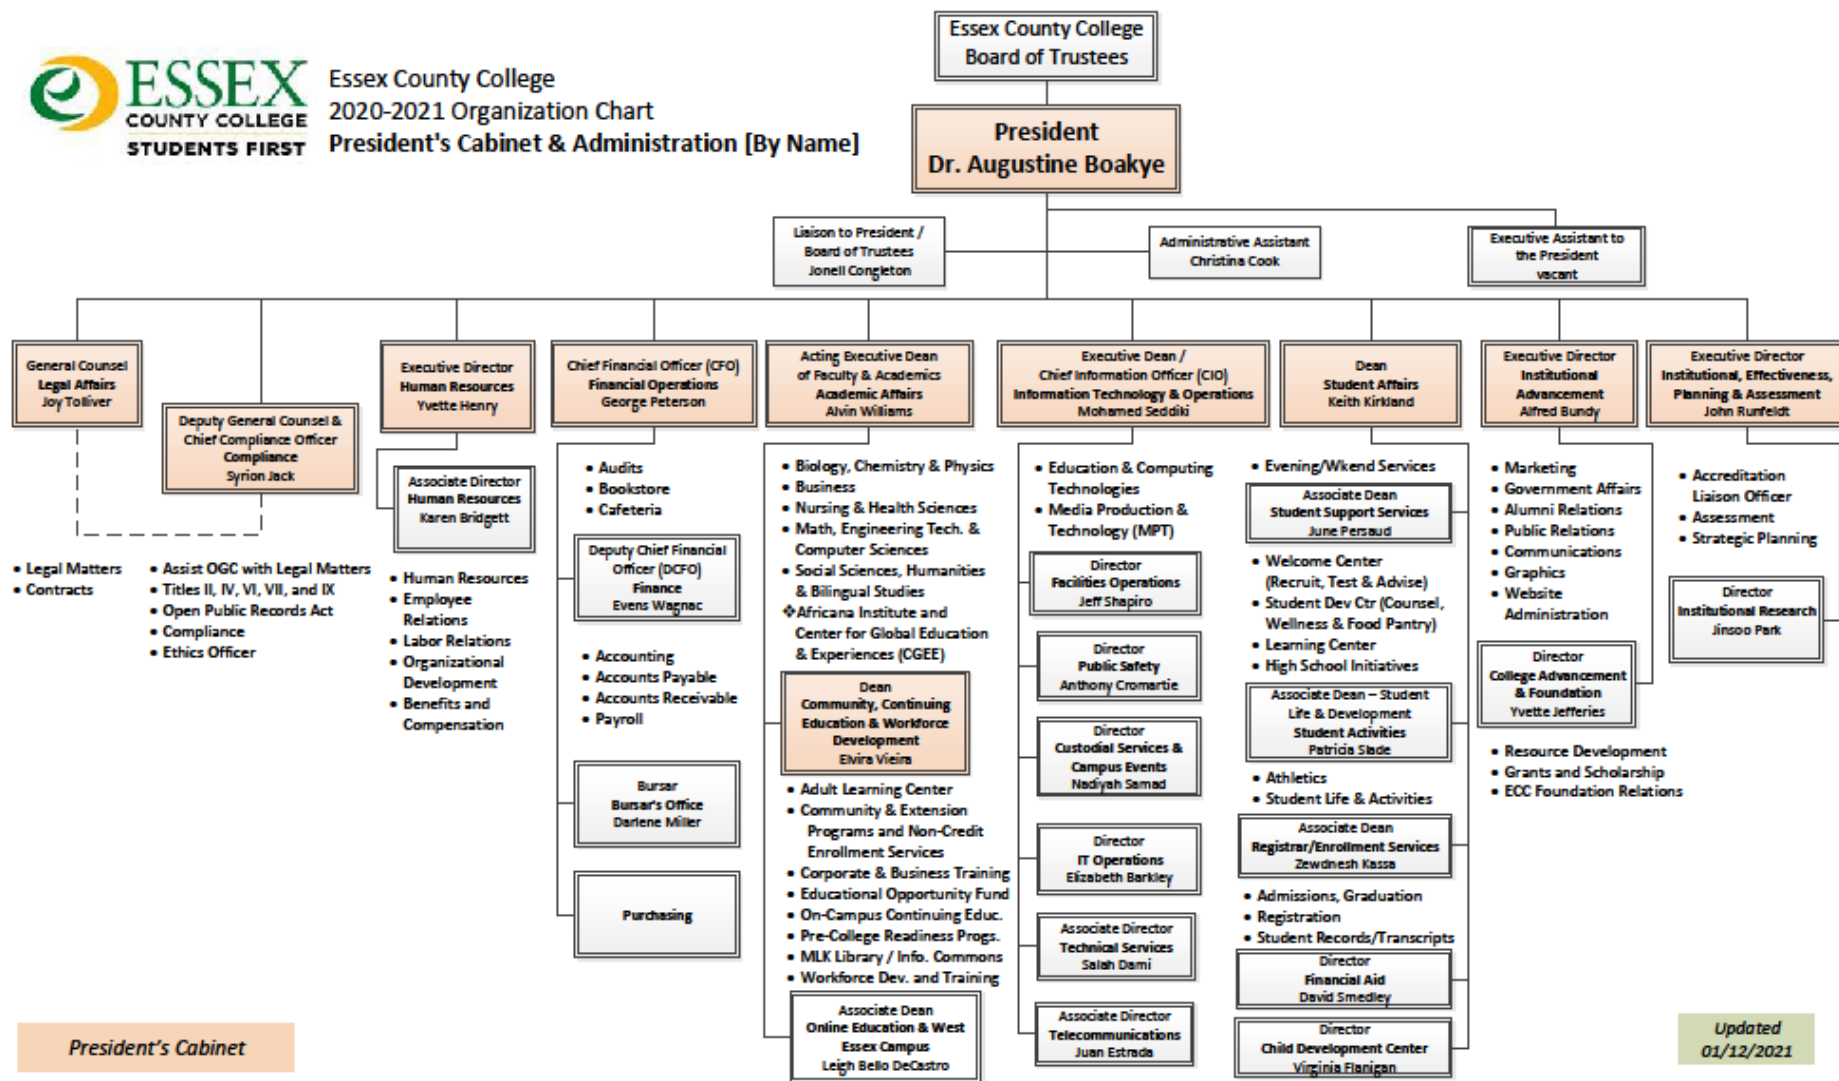 Essex County College
Board of Trustees
ESSEX
COUNTY COLLEGE
STUDENTS FIRST
Essex County College
2020-2021 Organization Chart
President's Cabinet & Administration [By Name]
President
Dr. Augustine Boakye
Liaison to President /
Board of Trustees
Jonell Congleton
Administrative Assistant
Christina Cook
Executive Assistant to
the President
vacant
General Counsel
Legal Affairs
Joy Tolliver
Deputy General Counsel &
Chief Compliance Officer
Compliance
Syrion Jack
• Legal Matters
• Contracts
• Assist OGC with Legal Matters
• Titles II, IV, VI, VII, and IX
• Open Public Records Act
• Compliance
• Ethics Officer
Executive Director
Human Resources
Yvette Henry
Associate Director
Human Resources
Karen Bridgett
• Human Resources
• Employee
Relations
• Labor Relations
• Organizational
Development
• Benefits and
Compensation
Chief Financial Officer (CFO)
Financial Operations
George Peterson
• Audits
• Bookstore
• Cafeteria
Deputy Chief Financial
Officer (DCFO)
Finance
Evens Wagnac
• Accounting
• Accounts Payable
• Accounts Receivable
• Payroll
Bursar
Bursar's Office
Darlene Miller
Purchasing
Acting Executive Dean
of Faculty & Academics
Academic Affairs
Alvin Williams
• Biology, Chemistry & Physics
• Business
• Nursing & Health Sciences
• Math, Engineering Tech. &
Computer Sciences
• Social Sciences, Humanities
& Bilingual Studies
❖Africana Institute and
Center for Global Education
& Experiences (CGEE)
Dean
Community, Continuing
Education & Workforce
Development
Elvira Vieira
• Adult Learning Center
• Community & Extension
Programs and Non-Credit
Enrollment Services
• Corporate & Business Training
• Educational Opportunity Fund
• On-Campus Continuing Educ.
• Pre-College Readiness Progs.
• MLK Library / Info. Commons
• Workforce Dev. and Training
Associate Dean
Online Education & West
Essex Campus
Leigh Bello DeCastro
Executive Dean /
Chief Information Officer (CIO)
Information Technology & Operations
Mohamed Seddiki
• Education & Computing
Technologies
• Media Production &
Technology (MPT)
Director
Facilities Operations
Jeff Shapiro
Director
Public Safety
Anthony Cromartie
Director
Custodial Services &
Campus Events
Nadiyah Samad
Director
IT Operations
Elizabeth Barkley
Associate Director
Technical Services
Salah Dami
Associate Director
Telecommunications
Juan Estrada
Dean
Student Affairs
Keith Kirkland
• Evening/Wkend Services
Associate Dean
Student Support Services
June Persaud
• Welcome Center
(Recruit, Test & Advise)
• Student Dev Ctr (Counsel,
Wellness & Food Pantry)
• Learning Center
• High School Initiatives
Associate Dean – Student
Life & Development
Student Activities
Patricia Slade
• Athletics
• Student Life & Activities
Associate Dean
Registrar/Enrollment Services
Zewdnesh Kassa
• Admissions, Graduation
• Registration
• Student Records/Transcripts
Director
Financial Aid
David Smedley
Director
Child Development Center
Virginia Flanigan
Executive Director
Institutional
Advancement
Alfred Bundy
• Marketing
• Government Affairs
• Alumni Relations
• Public Relations
• Communications
• Graphics
• Website
Administration
Director
College Advancement
& Foundation
Yvette Jefferies
• Resource Development
• Grants and Scholarship
• ECC Foundation Relations
Executive Director
Institutional, Effectiveness,
Planning & Assessment
John Runfeldt
• Accreditation
Liaison Officer
• Assessment
• Strategic Planning
Director
Institutional Research
Jinsoo Park
President's Cabinet
Updated
01/12/2021